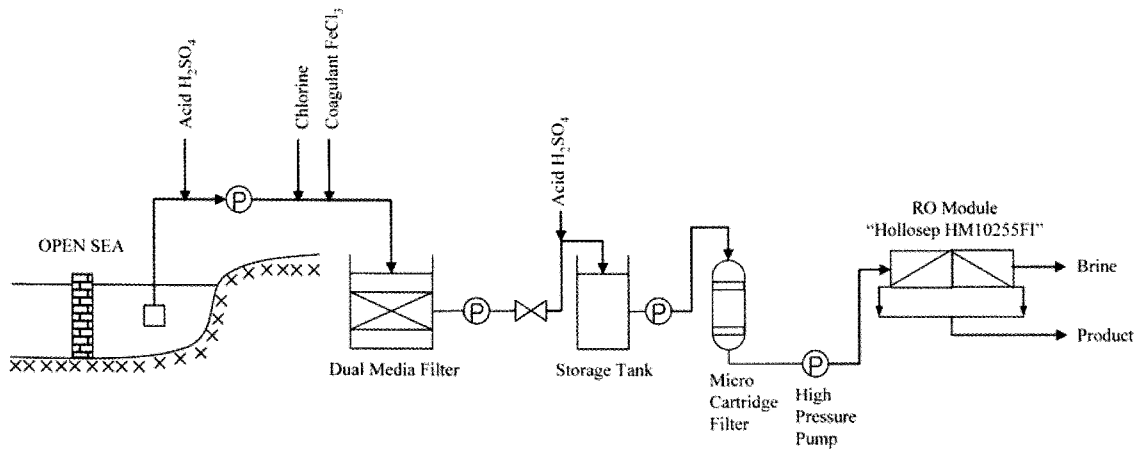 Acid H₂SO₄
Chlorine
Coagulant FeCl₃
P
OPEN SEA
Dual Media Filter
P
Acid H₂SO₄
Storage Tank
P
Micro
Cartridge
Filter
P
High
Pressure
Pump
RO Module
“Hollosep HM10255FI”
Brine
Product